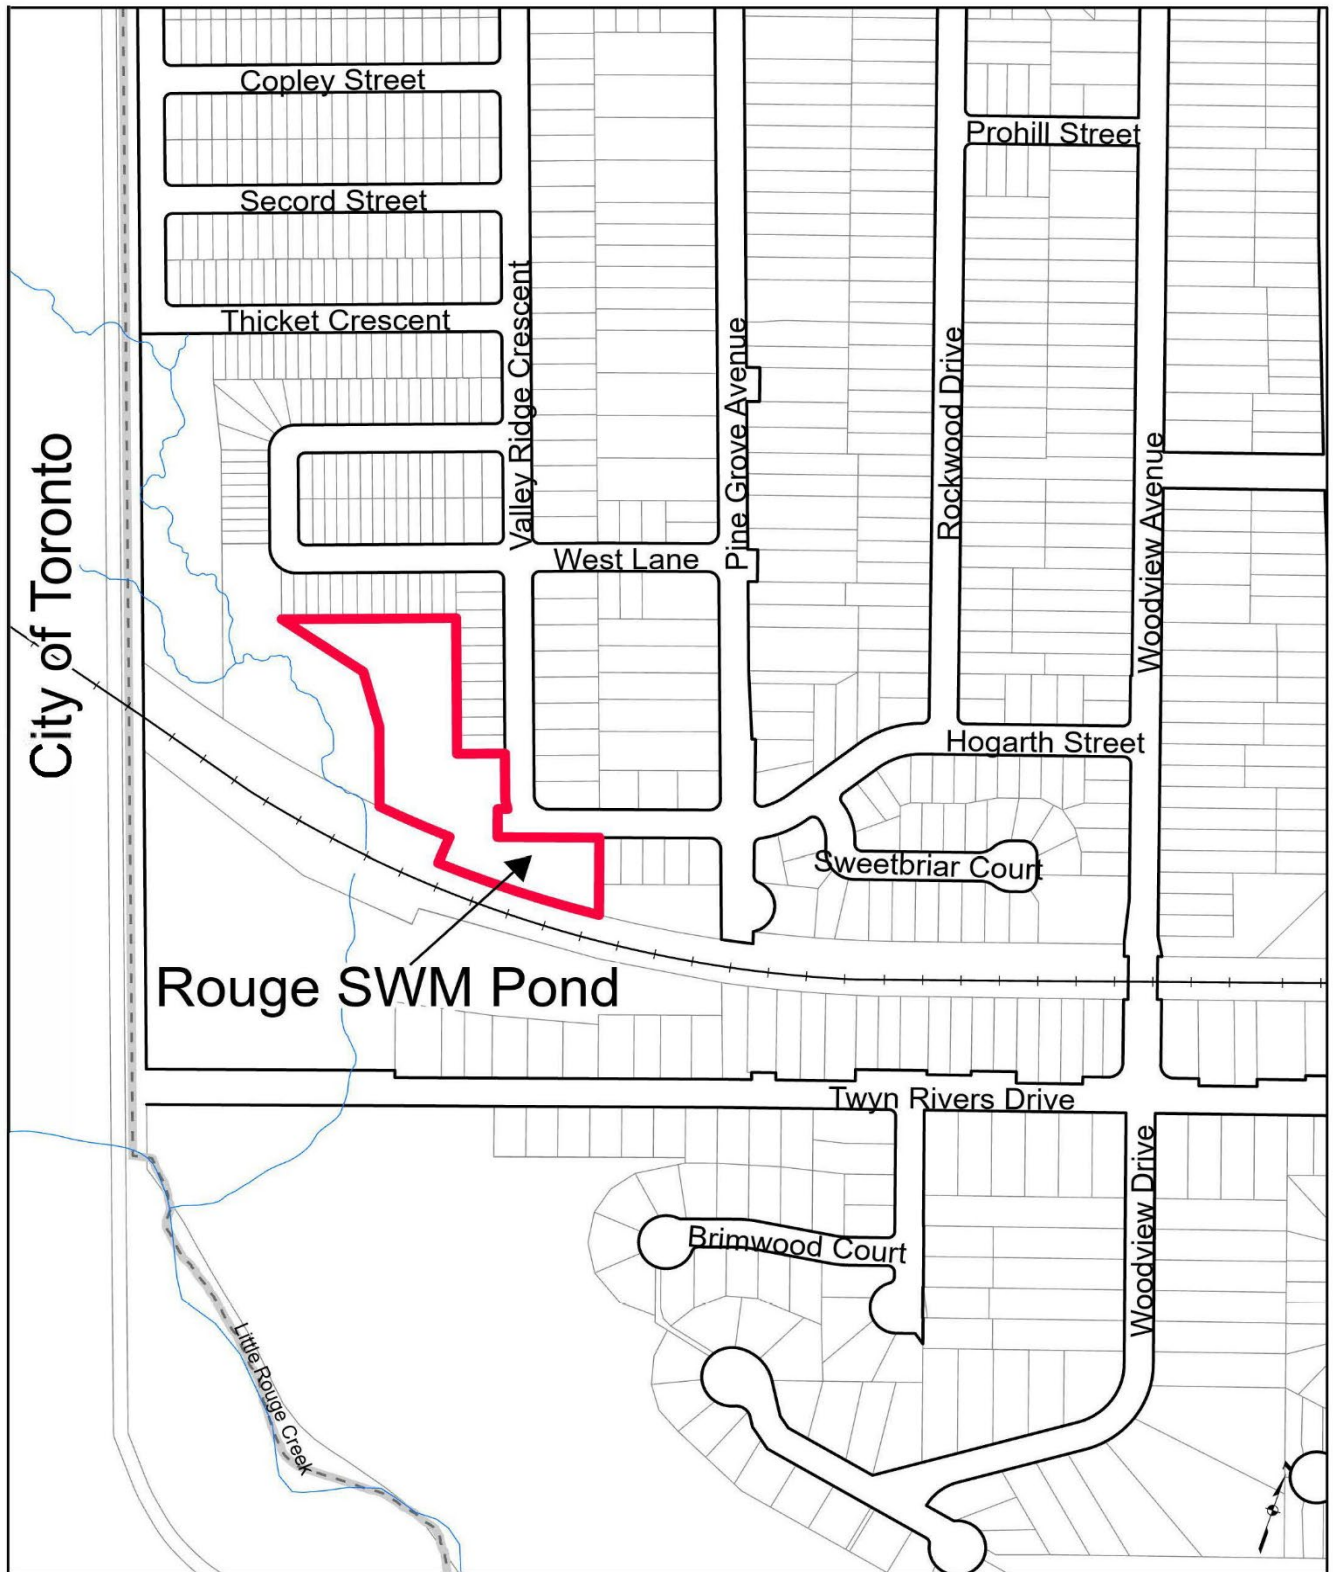 Copley Street
Prohill Street
Secord Street
Thicket Crescent
Valley Ridge Crescent
Pine Grove Avenue
Rockwood Drive
Woodview Avenue
City of Toronto
West Lane
Hogarth Street
Sweetbriar Court
Rouge SWM Pond
Twyn Rivers Drive
Woodview Drive
Brimwood Court
Little Rouge Creek